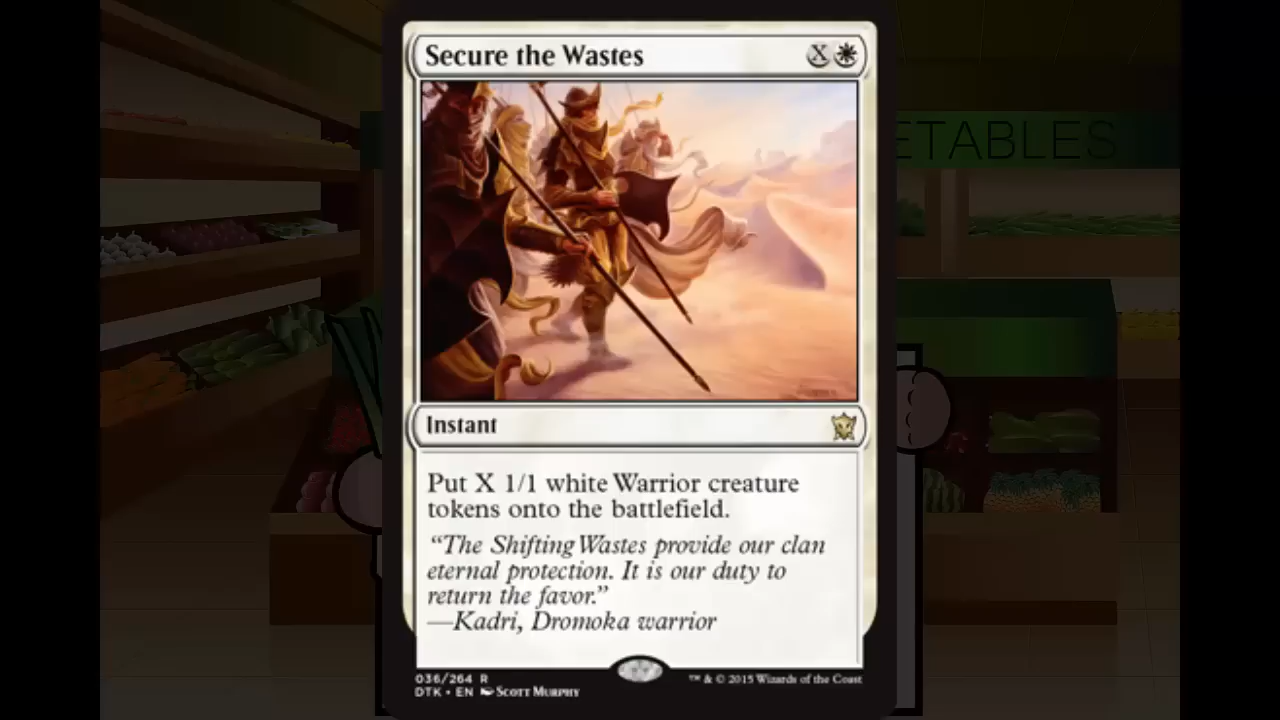 Secure the Wastes X
ETABLES
Instant
Put X 1/1 white Warrior creature
tokens onto the battlefield.
“The Shifting Wastes provide our clan
eternal protection. It is our duty to
return the favor.”
—Kadri, Dromoka warrior
036/264 R
DTK • EN Scott Murphy
™ & © 2015 Wizards of the Coast